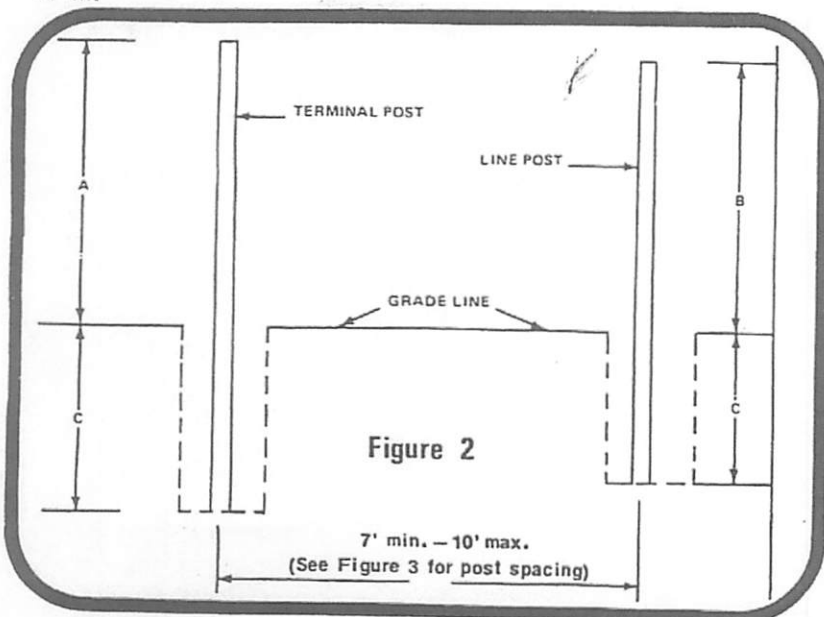 TERMINAL POST
LINE POST
A
B
GRADE LINE
C
C
Figure 2
7' min. – 10' max.
(See Figure 3 for post spacing)